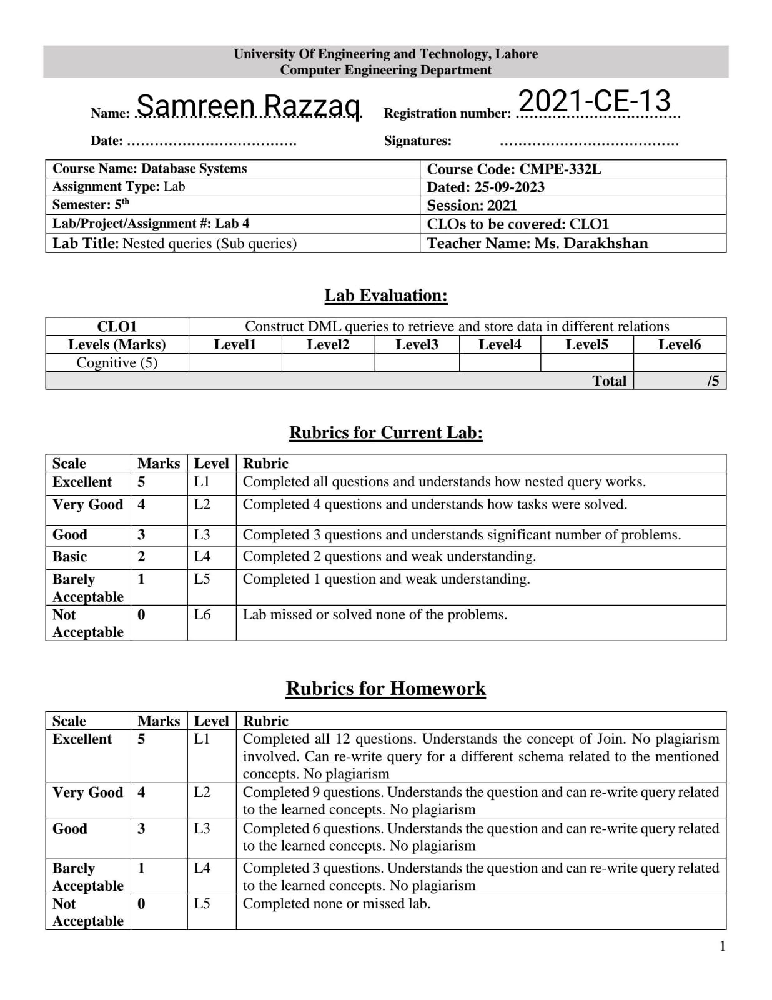 University Of Engineering and Technology, Lahore
Computer Engineering Department
Name: Samreen Razzaq Registration number: 2021-CE-13
Date: ………………………………. Signatures: …………………………………
Course Name: Database Systems Course Code: CMPE-332L
Assignment Type: Lab Dated: 25-09-2023
Semester: 5th Session: 2021
Lab/Project/Assignment #: Lab 4 CLOs to be covered: CLO1
Lab Title: Nested queries (Sub queries) Teacher Name: Ms. Darakhshan
Lab Evaluation:
CLO1 Construct DML queries to retrieve and store data in different relations
Levels (Marks) Level1 Level2 Level3 Level4 Level5 Level6
Cognitive (5)
Total /5
Rubrics for Current Lab:
Scale Marks Level Rubric
Excellent 5 L1 Completed all questions and understands how nested query works.
Very Good 4 L2 Completed 4 questions and understands how tasks were solved.
Good 3 L3 Completed 3 questions and understands significant number of problems.
Basic 2 L4 Completed 2 questions and weak understanding.
Barely 1 L5 Completed 1 question and weak understanding.
Acceptable
Not 0 L6 Lab missed or solved none of the problems.
Acceptable
Rubrics for Homework
Scale Marks Level Rubric
Excellent 5 L1 Completed all 12 questions. Understands the concept of Join. No plagiarism
involved. Can re-write query for a different schema related to the mentioned
concepts. No plagiarism
Very Good 4 L2 Completed 9 questions. Understands the question and can re-write query related
to the learned concepts. No plagiarism
Good 3 L3 Completed 6 questions. Understands the question and can re-write query related
to the learned concepts. No plagiarism
Barely 1 L4 Completed 3 questions. Understands the question and can re-write query related
Acceptable to the learned concepts. No plagiarism
Not 0 L5 Completed none or missed lab.
Acceptable
1